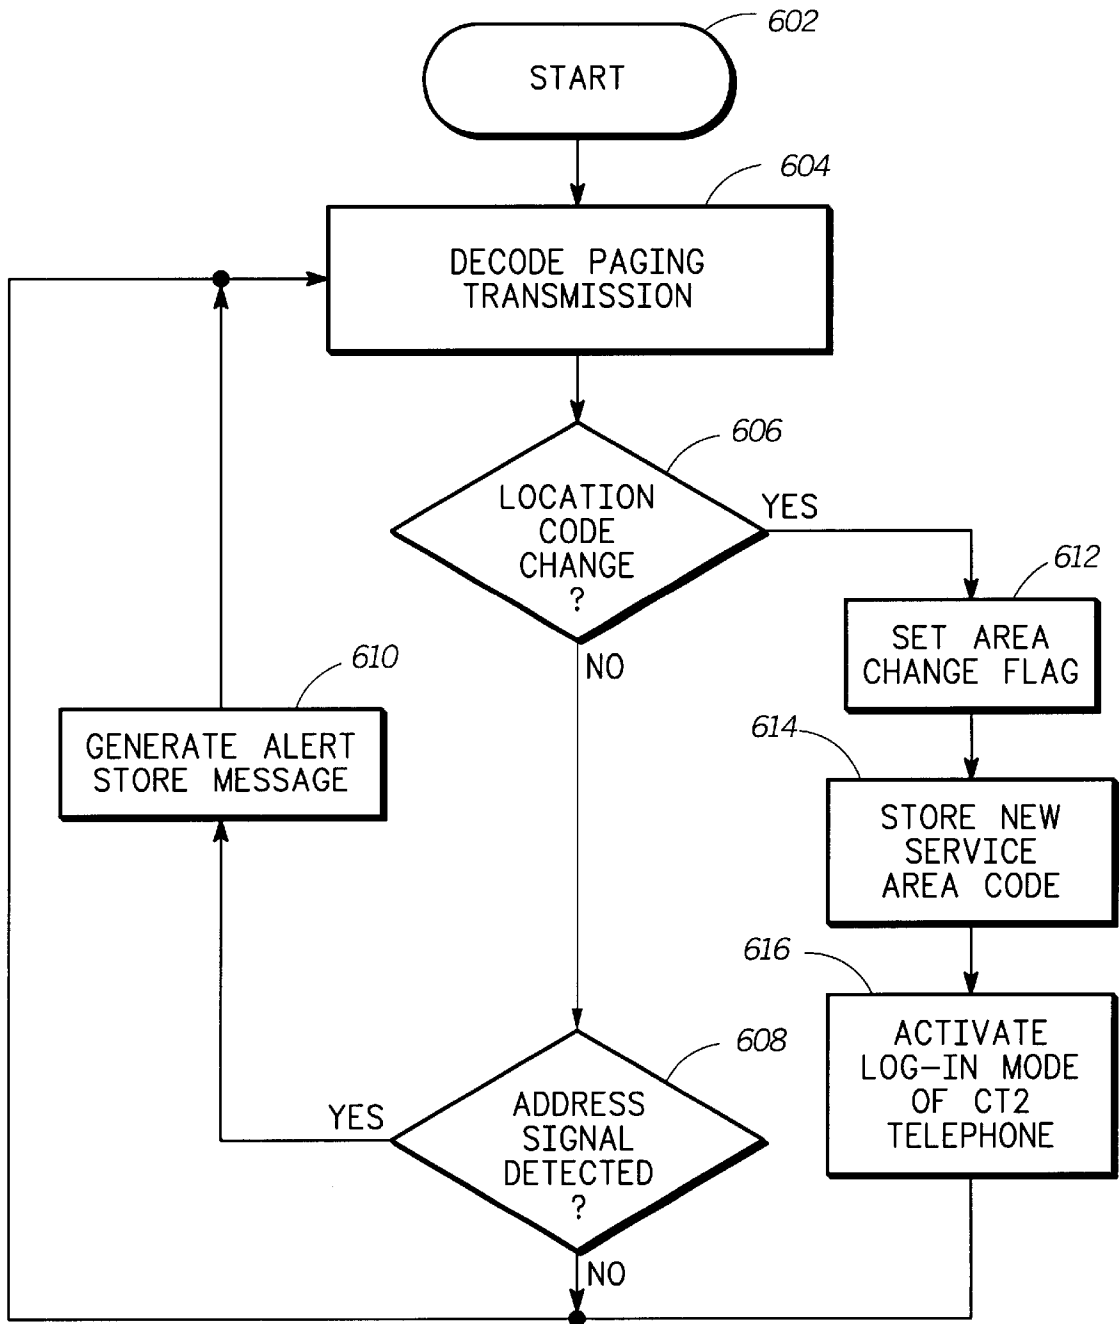 602
START
604
DECODE PAGING
TRANSMISSION
606
LOCATION
CODE
CHANGE
?
YES
NO
612
SET AREA
CHANGE FLAG
610
GENERATE ALERT
STORE MESSAGE
614
STORE NEW
SERVICE
AREA CODE
616
ACTIVATE
LOG-IN MODE
OF CT2
TELEPHONE
608
ADDRESS
SIGNAL
DETECTED
?
YES
NO